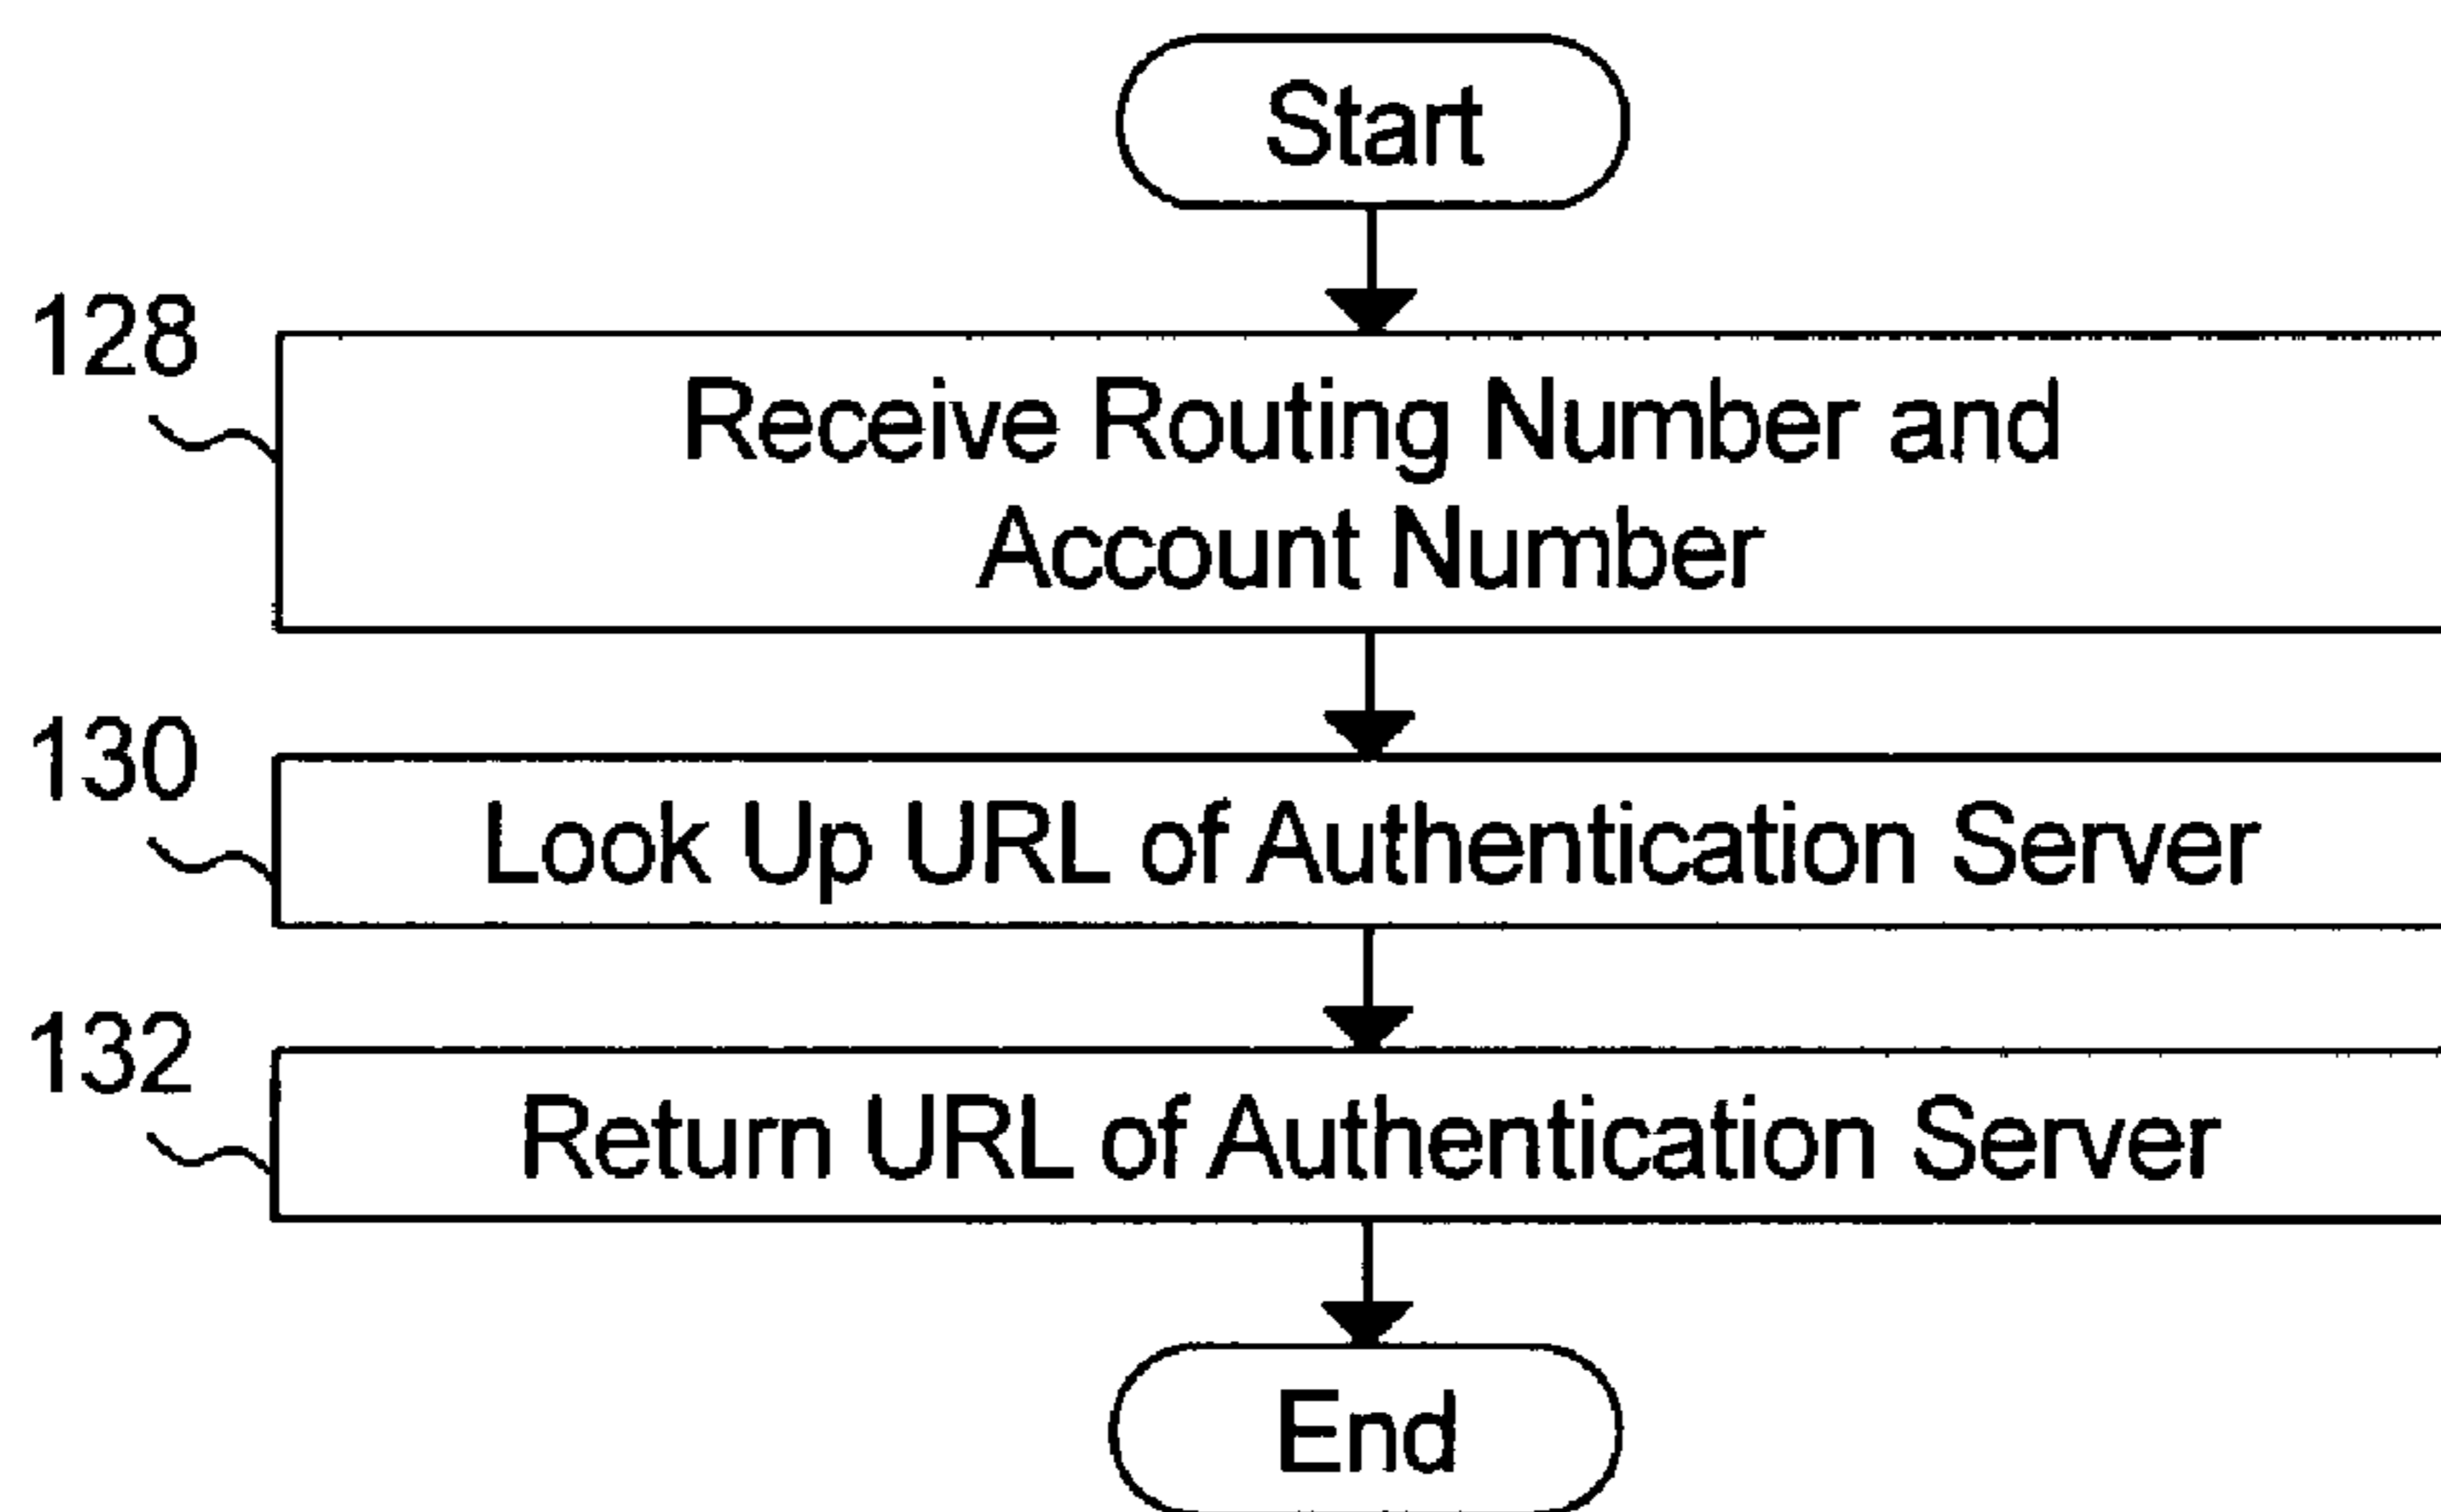 Start
128
Receive Routing Number and
Account Number
130
Look Up URL of Authentication Server
132
Return URL of Authentication Server
End